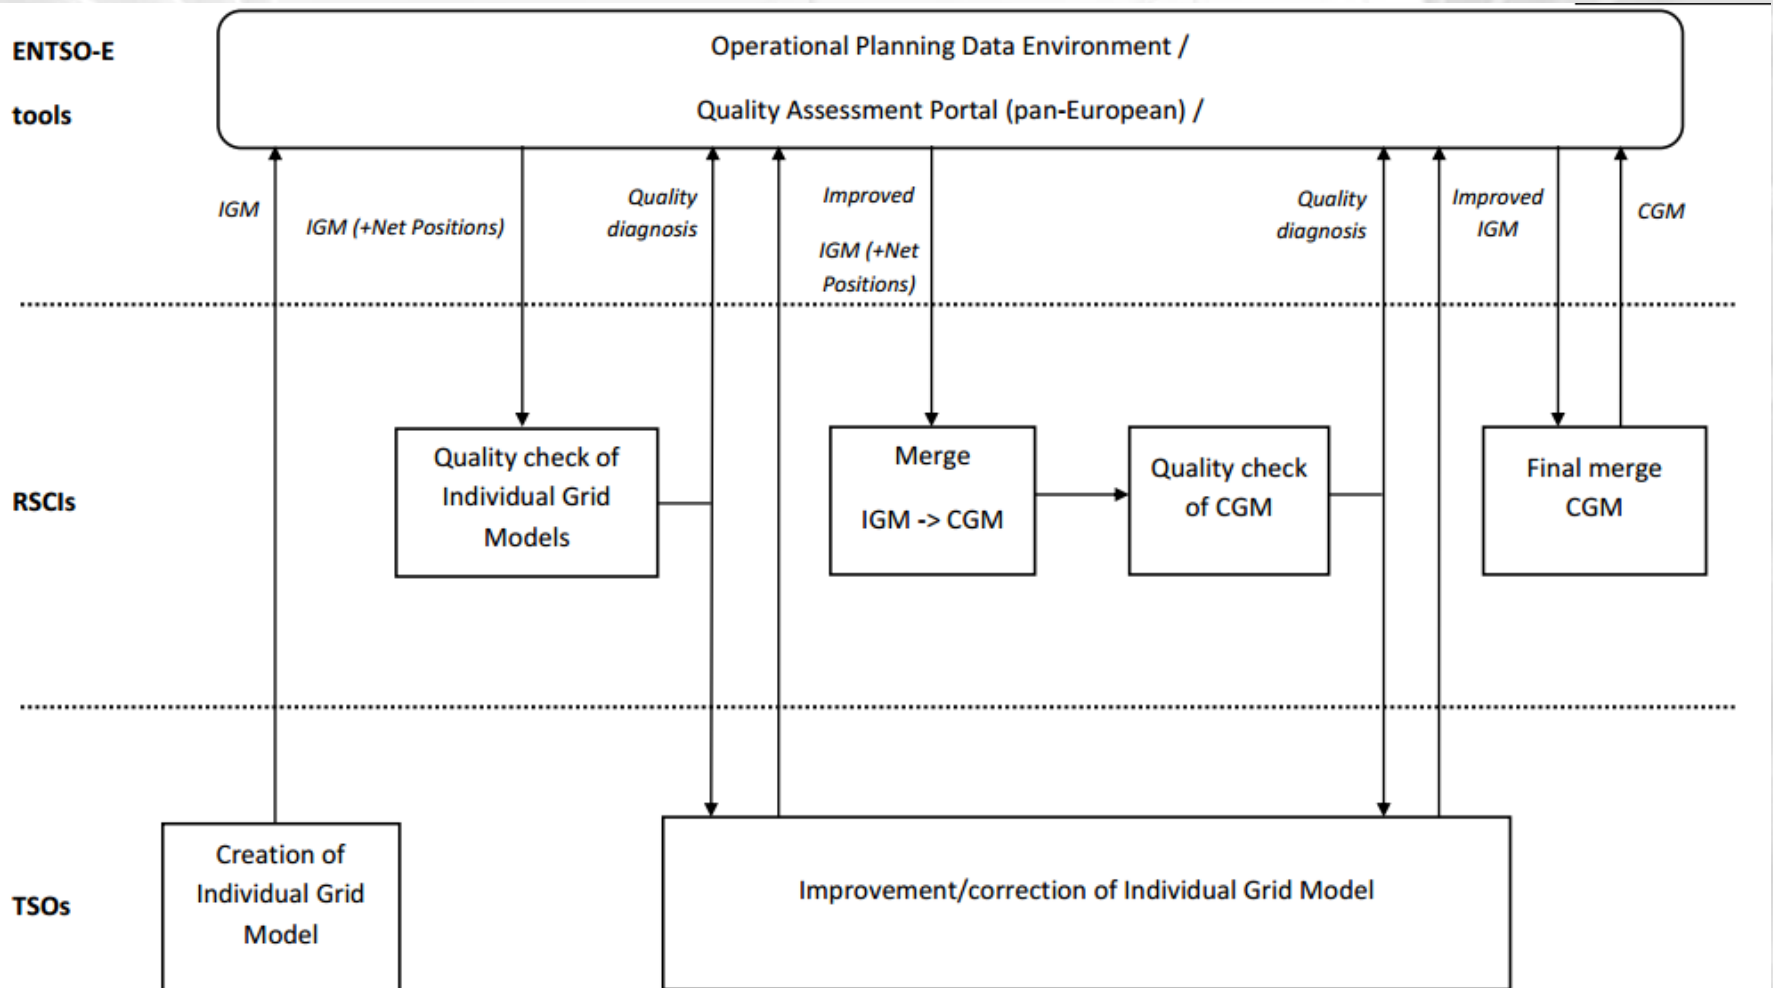 ENTSO-E
tools
Operational Planning Data Environment /
Quality Assessment Portal (pan-European) /
IGM
IGM (+Net Positions)
Quality
diagnosis
Improved
IGM (+Net
Positions)
Quality
diagnosis
Improved
IGM
CGM
RSCIs
Quality check of
Individual Grid
Models
Merge
IGM -> CGM
Quality check
of CGM
Final merge
CGM
TSOs
Creation of
Individual Grid
Model
Improvement/correction of Individual Grid Model